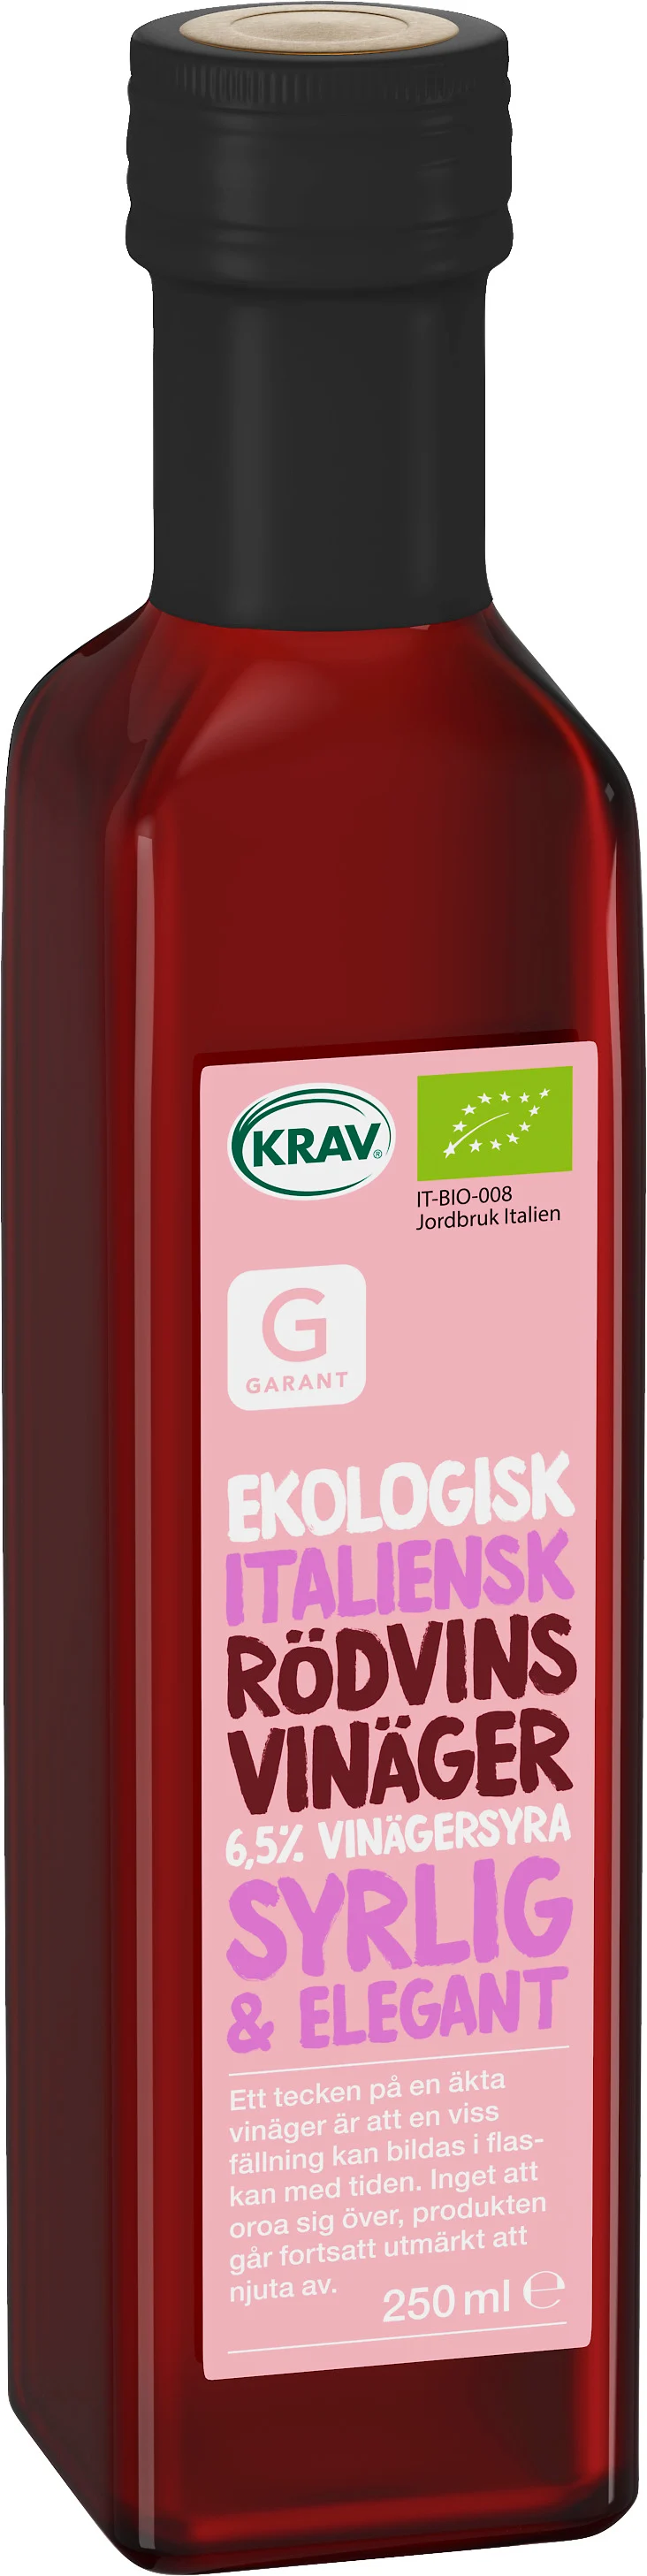 KRAV®
IT-BIO-008
Jordbruk Italien
G
GARANT
EKOLOGISK
ITALIENSK
RÖDVINS
VINÄGER
6,5% VINÄGERSYRA
SYRLIG
& ELEGANT
Ett tecken på en äkta
vinäger är att en viss
fällning kan bildas i flas-
kan med tiden. Inget att
oroa sig över, produkten
går fortsatt utmärkt att
njuta av.
250 ml ℮